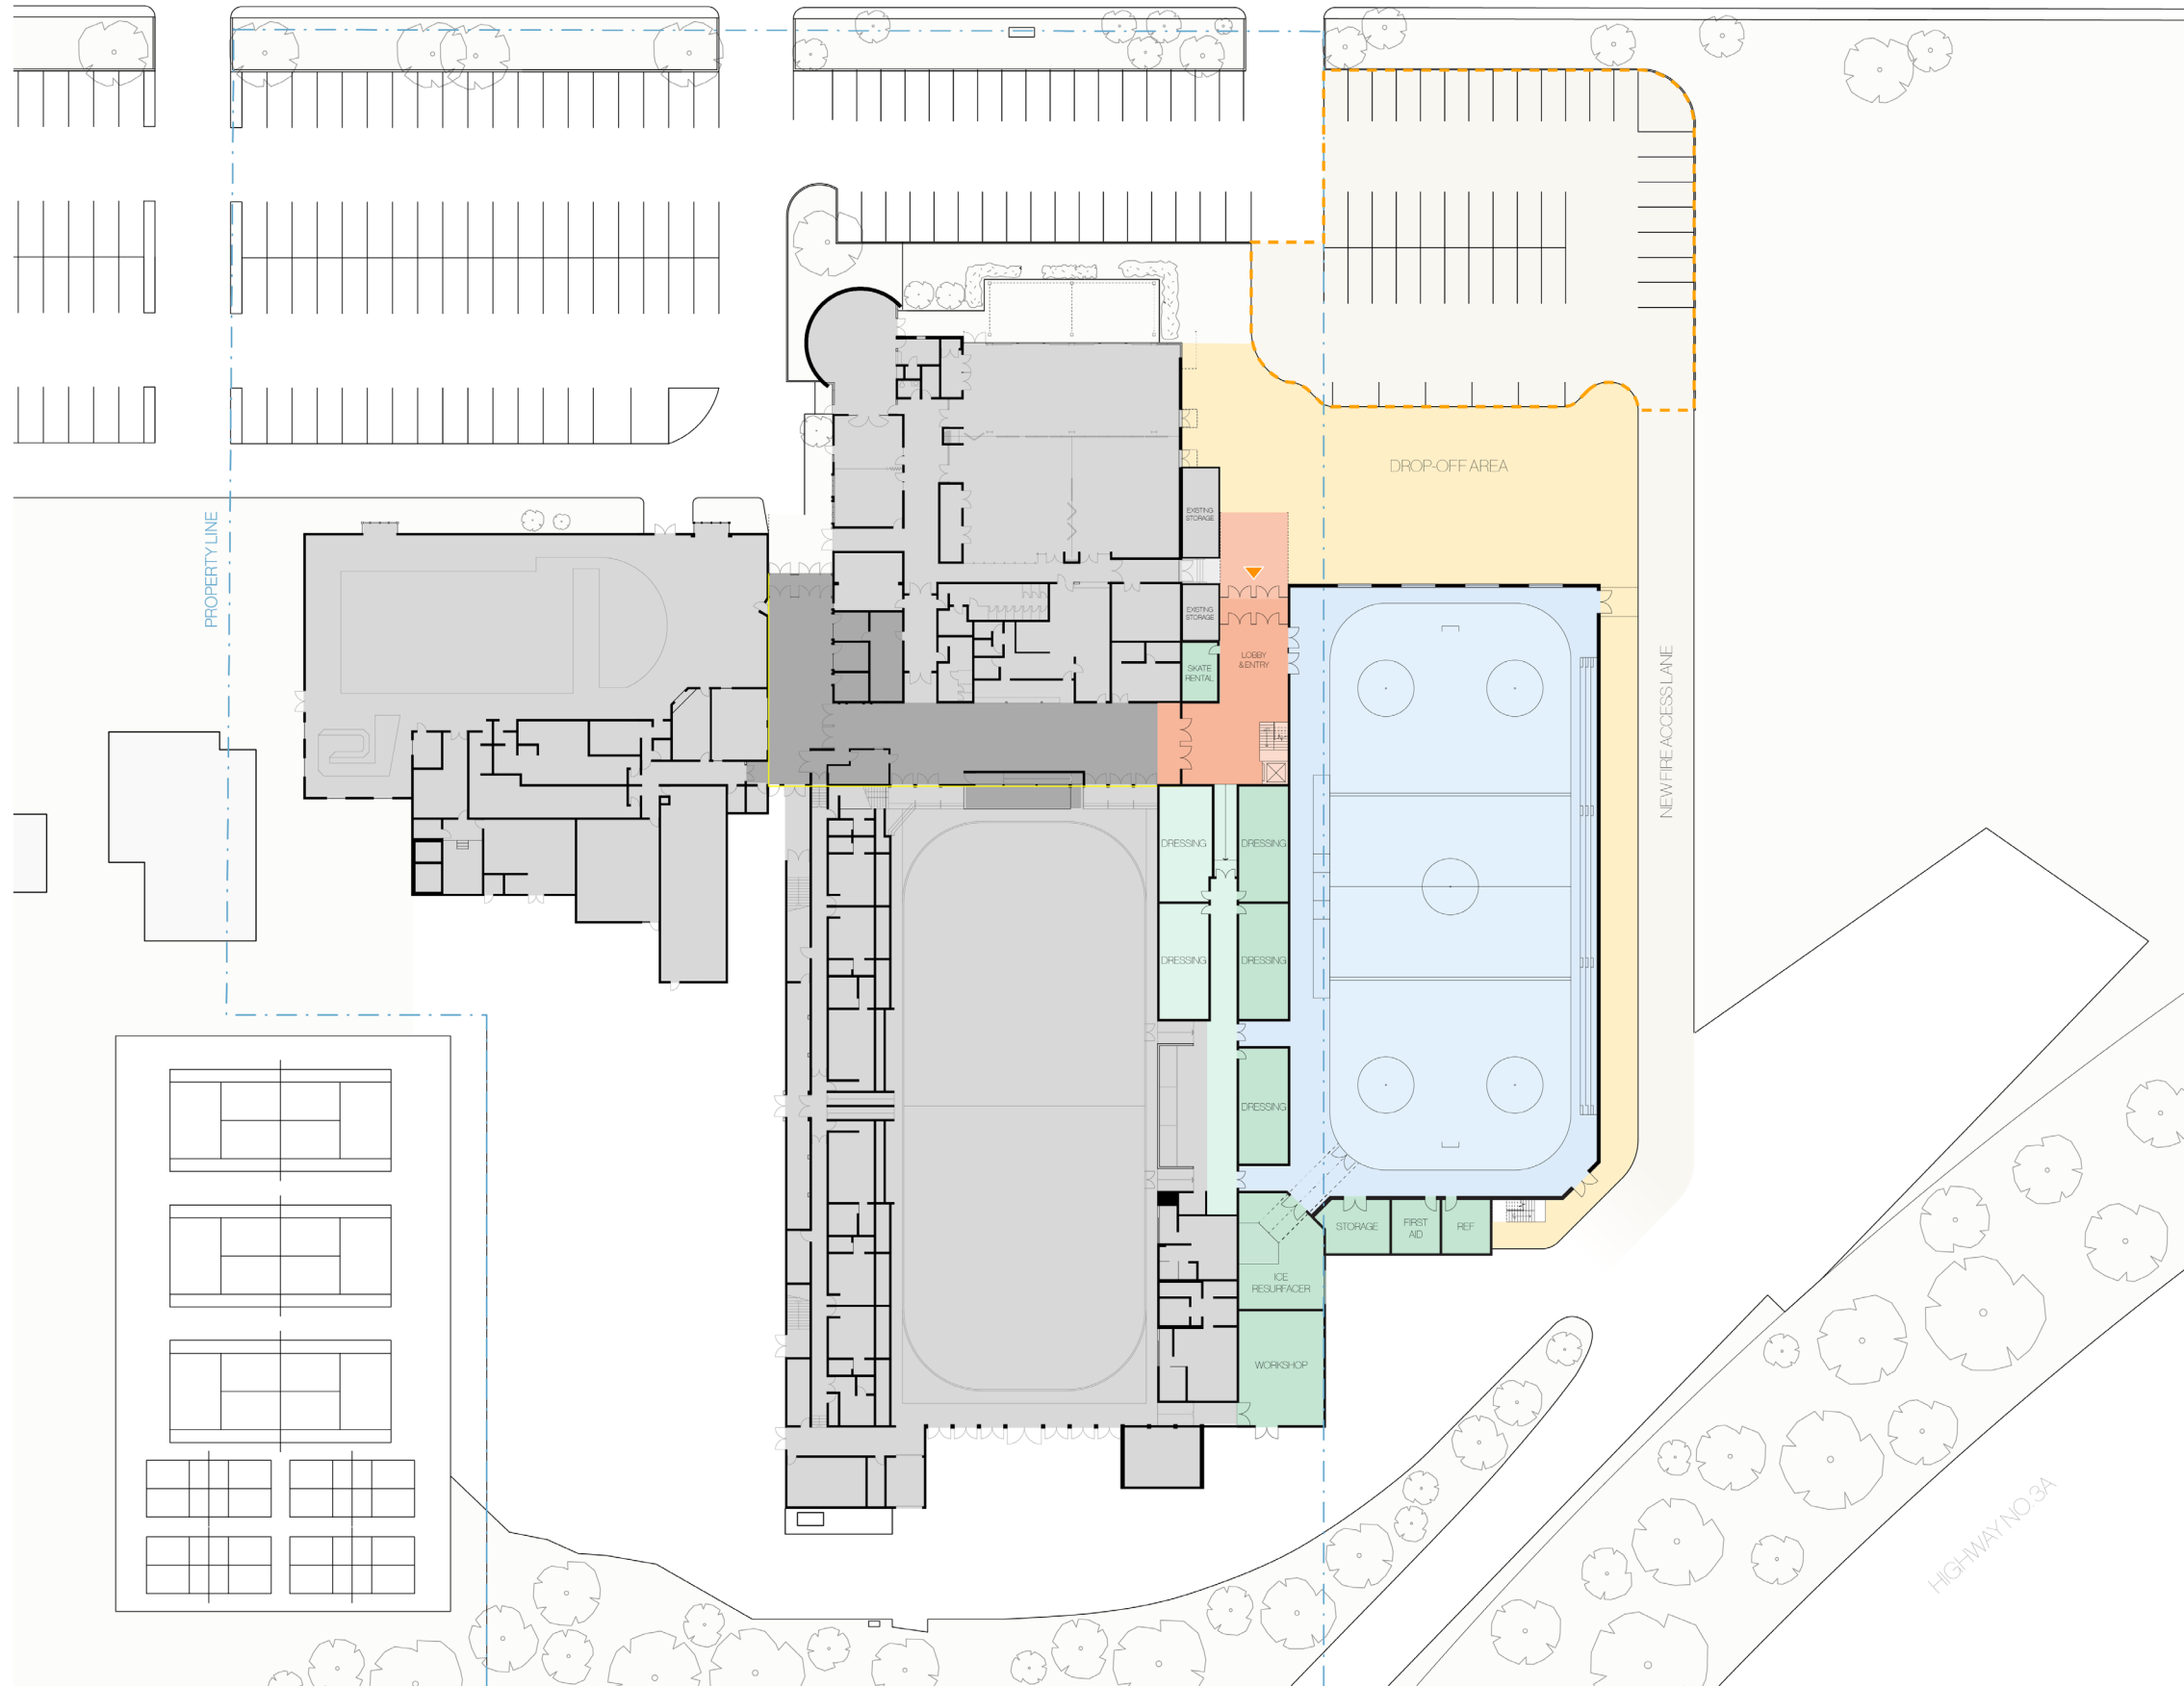 DROP-OFF AREA
PROPERTY LINE
EXISTING
STORAGE
EXISTING
STORAGE
LOBBY
& ENTRY
SKATE
RENTAL
NEW FIRE ACCESS LANE
DRESSING
DRESSING
DRESSING
DRESSING
DRESSING
STORAGE
FIRST
AID
REF
ICE
RESURFACER
WORKSHOP
HIGHWAY NO. 3A